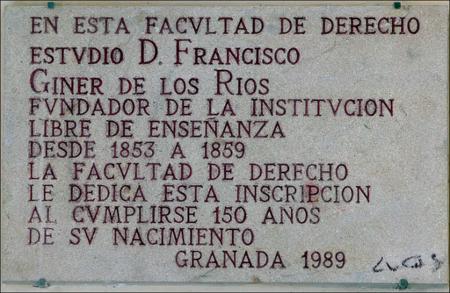 EN ESTA FACVLTAD DE DERECHO
ESTVDIO D. FRANCISCO
GINER DE LOS RIOS
FVNDADOR DE LA INSTITVCION
LIBRE DE ENSEÑANZA
DESDE 1853 A 1859
LA FACVLTAD DE DERECHO
LE DEDICA ESTA INSCRIPCION
AL CVMPLIRSE 150 AÑOS
DE SV NACIMIENTO
GRANADA 1989